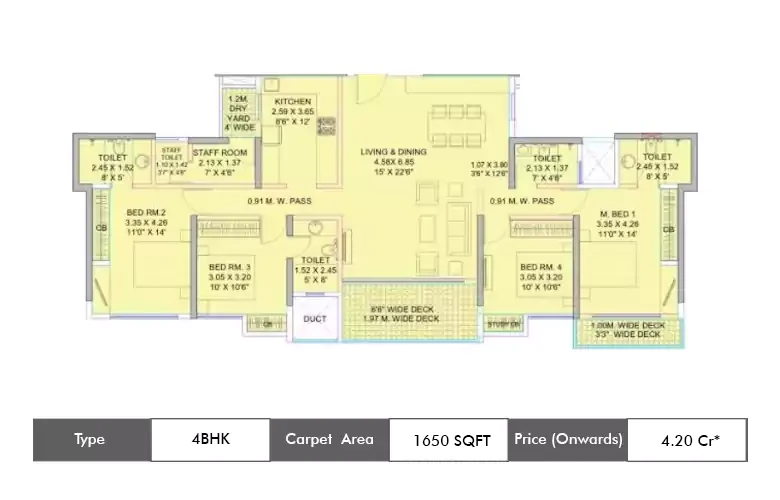 1.2M.
DRY
YARD
4' WIDE
KITCHEN
2.59 X 3.65
8'6" X 12'
TOILET
2.45 X 1.52
8' X 5'
STAFF
TOILET
1.10 X 1.42
3'7" X 4'8"
STAFF ROOM
2.13 X 1.37
7' X 4'6"
LIVING & DINING
4.58X 6.85
15' X 22'6"
1.07 X 3.80
3'6" X 12'6"
TOILET
2.13 X 1.37
7' X 4'6"
TOILET
2.45 X 1.52
8' X 5'
0.91 M. W. PASS
0.91 M. W. PASS
CB
BED RM.2
3.35 X 4.26
11'0" X 14'
M. BED 1
3.35 X 4.26
11'0" X 14'
CB
BED RM. 3
3.05 X 3.20
10' X 10'6"
TOILET
1.52 X 2.45
5' X 8'
BED RM. 4
3.05 X 3.20
10' X 10'6"
CB
DUCT
6'6" WIDE DECK
1.97 M. WIDE DECK
STUDY/CB
1.00M. WIDE DECK
3'3" WIDE DECK
Type 4BHK Carpet Area 1650 SQFT Price (Onwards) 4.20 Cr*